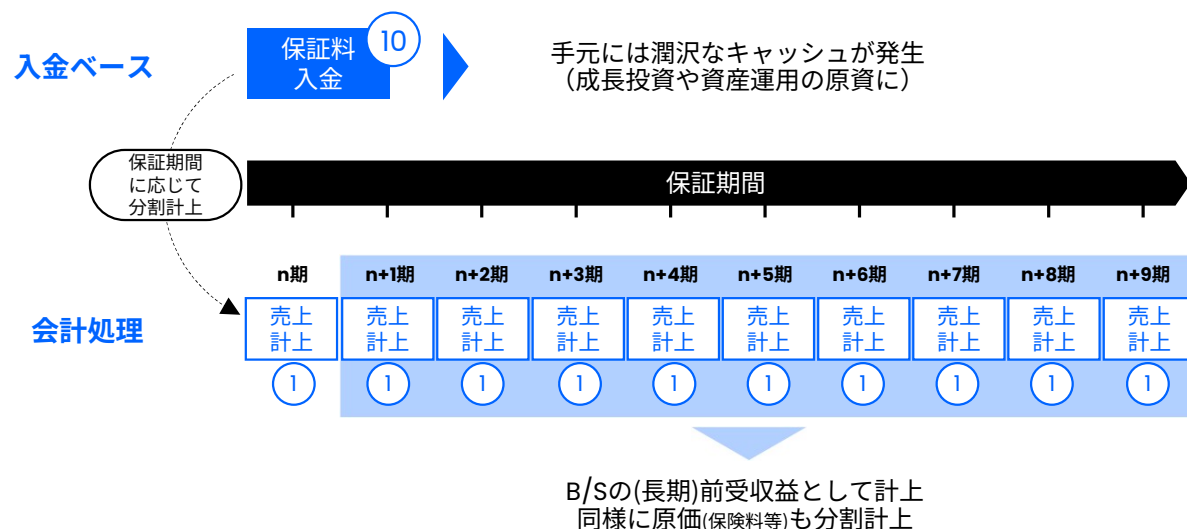 入金ベース
保証料
入金
10
手元には潤沢なキャッシュが発生
（成長投資や資産運用の原資に）
保証期間
に応じて
分割計上
保証期間
n期 n+1期 n+2期 n+3期 n+4期 n+5期 n+6期 n+7期 n+8期 n+9期
会計処理
売上 売上 売上 売上 売上 売上 売上 売上 売上 売上
計上 計上 計上 計上 計上 計上 計上 計上 計上 計上
1 1 1 1 1 1 1 1 1 1
B/Sの(長期)前受収益として計上
同様に原価(保険料等)も分割計上